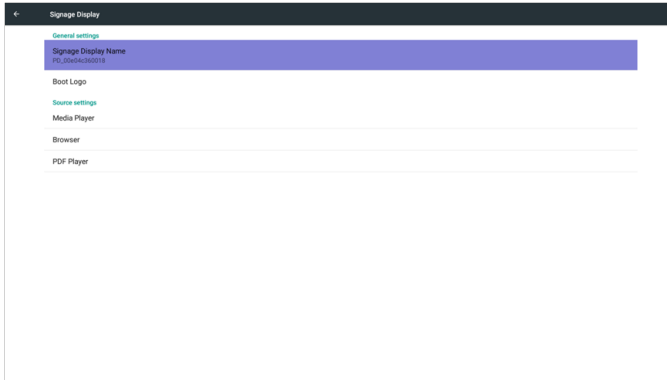 Signage Display
General settings
Signage Display Name
PD_00e04c360018
Boot Logo
Source settings
Media Player
Browser
PDF Player